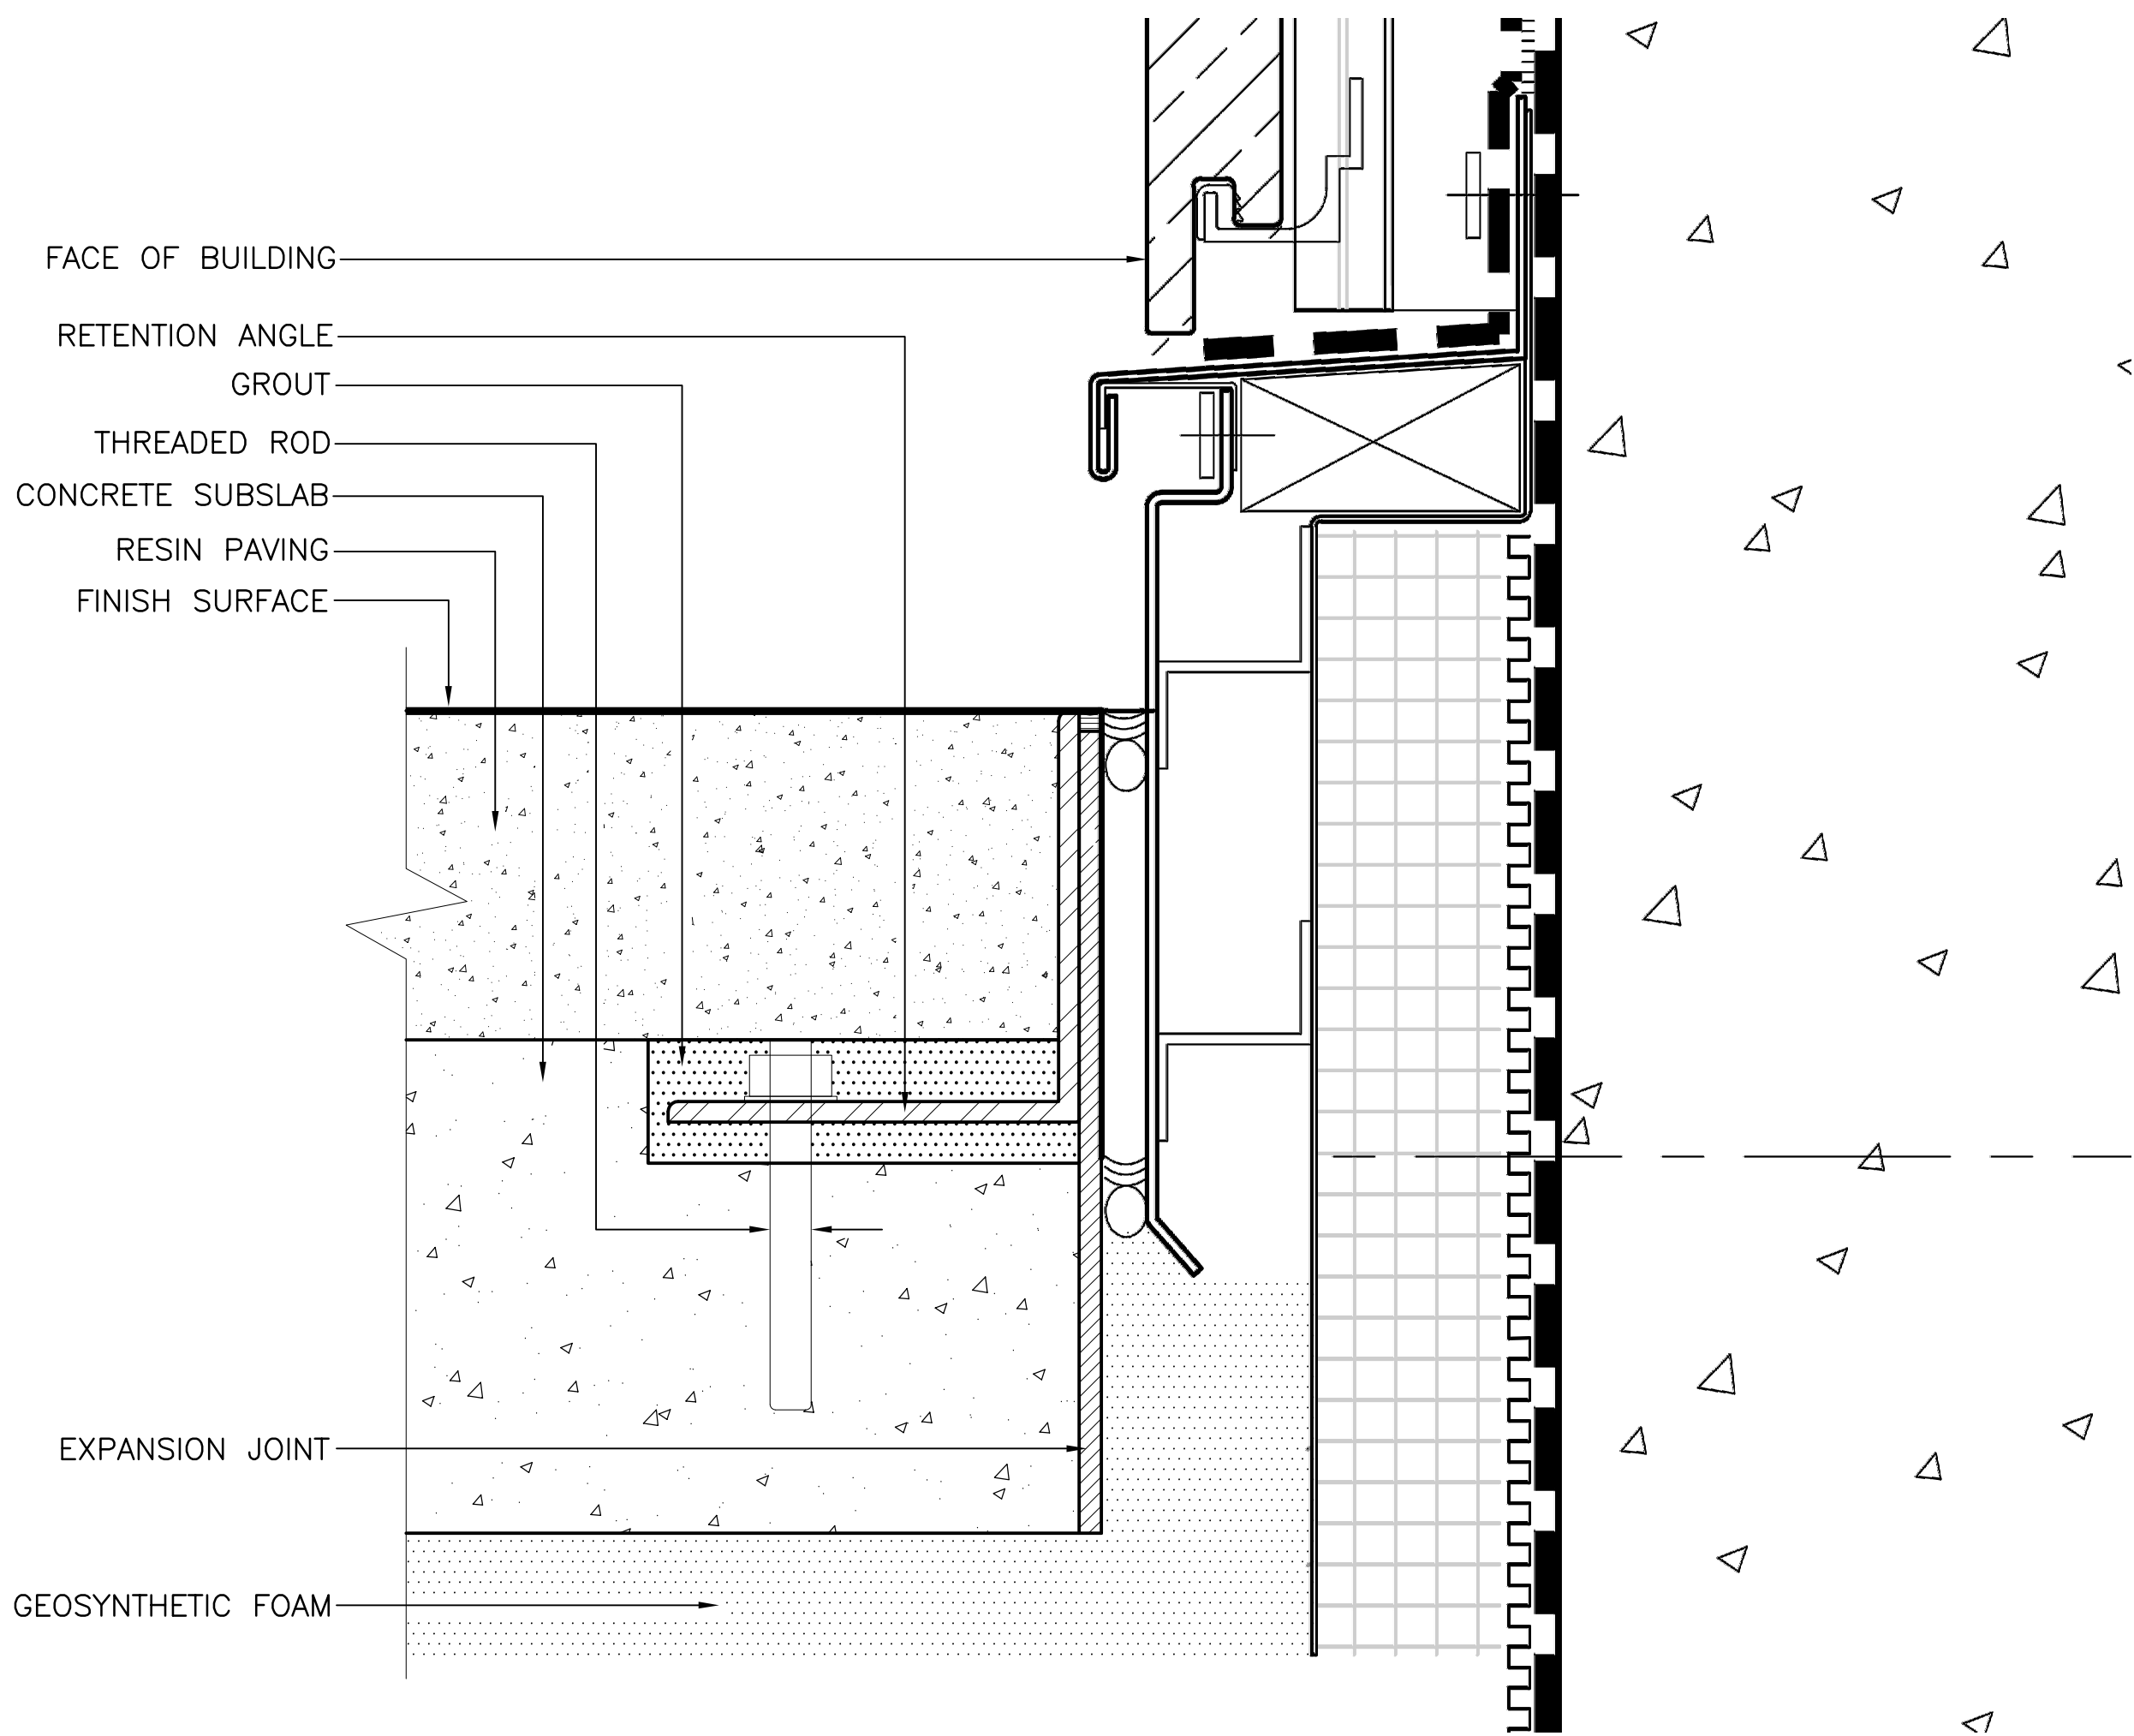 FACE OF BUILDING
RETENTION ANGLE
GROUT
THREADED ROD
CONCRETE SUBSLAB
RESIN PAVING
FINISH SURFACE
EXPANSION JOINT
GEOSYNTHETIC FOAM